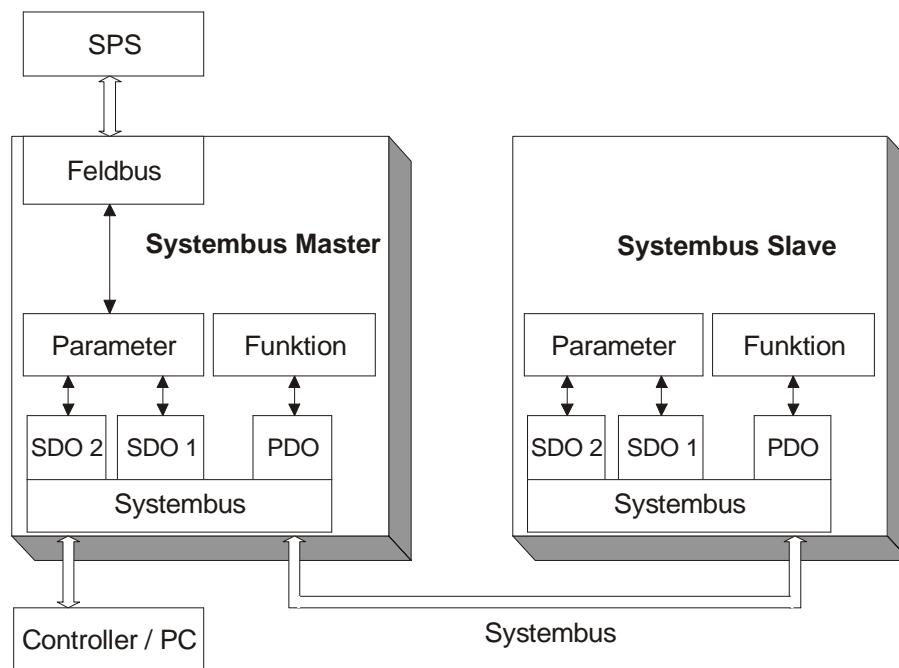 SPS
Feldbus
Systembus Master
Parameter
Funktion
SDO 2
SDO 1
PDO
Systembus
Controller / PC
Systembus Slave
Parameter
Funktion
SDO 2
SDO 1
PDO
Systembus
Systembus